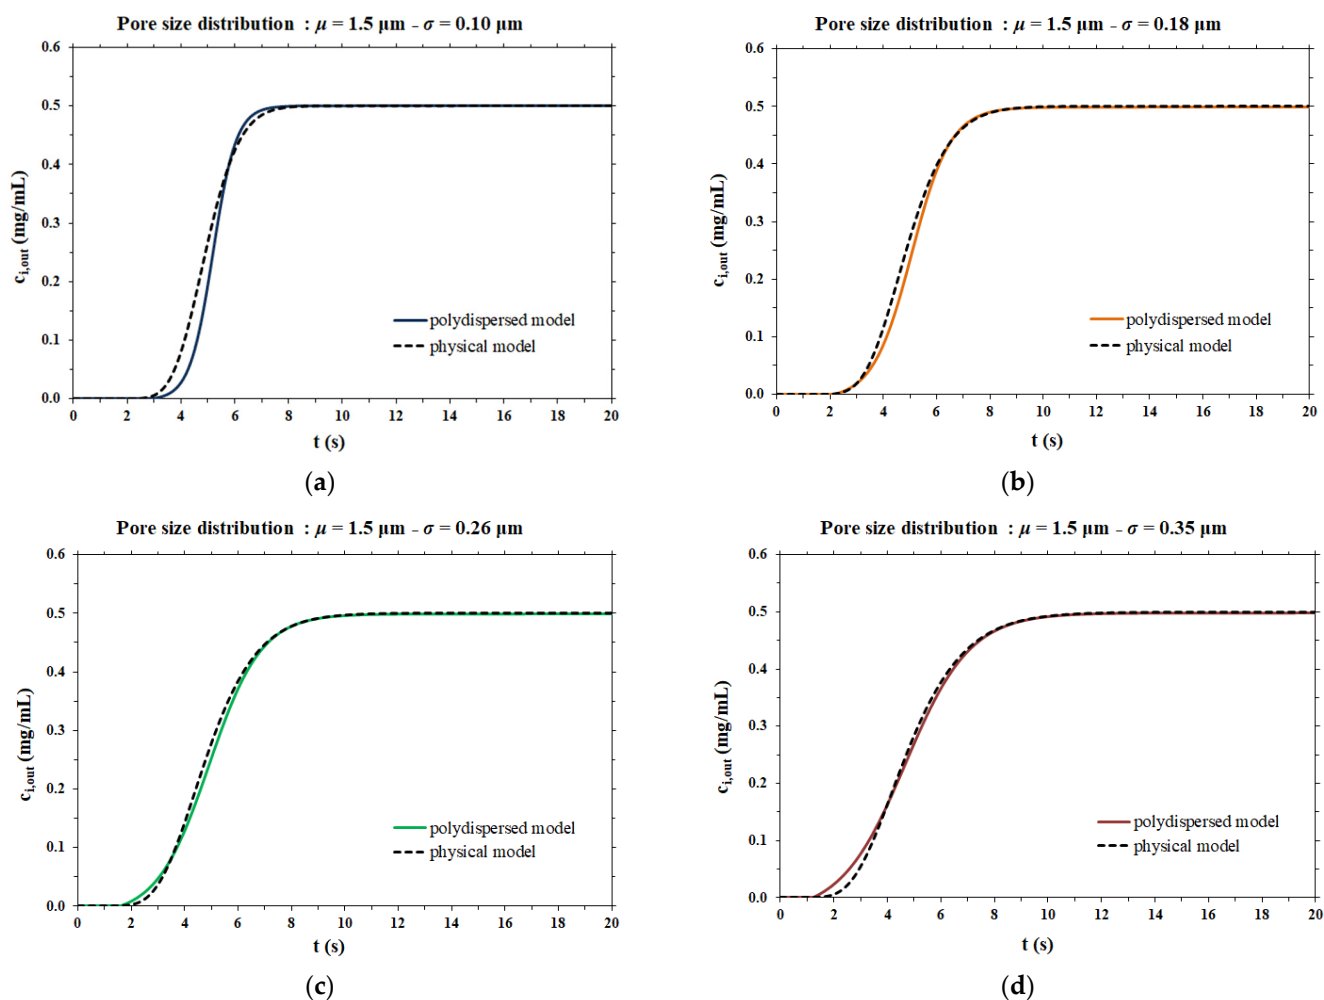 Pore size distribution : μ = 1.5 μm - σ = 0.10 μm
0.6
0.5
0.4
0.3
0.2
0.1
0.0
c_i,out (mg/mL)
polydispersed model
physical model
0 2 4 6 8 10 12 14 16 18 20
t (s)
(a)
Pore size distribution : μ = 1.5 μm - σ = 0.18 μm
0.6
0.5
0.4
0.3
0.2
0.1
0.0
c_i,out (mg/mL)
polydispersed model
physical model
0 2 4 6 8 10 12 14 16 18 20
t (s)
(b)
Pore size distribution : μ = 1.5 μm - σ = 0.26 μm
0.6
0.5
0.4
0.3
0.2
0.1
0.0
c_i,out (mg/mL)
polydispersed model
physical model
0 2 4 6 8 10 12 14 16 18 20
t (s)
(c)
Pore size distribution : μ = 1.5 μm - σ = 0.35 μm
0.6
0.5
0.4
0.3
0.2
0.1
0.0
c_i,out (mg/mL)
polydispersed model
physical model
0 2 4 6 8 10 12 14 16 18 20
t (s)
(d)